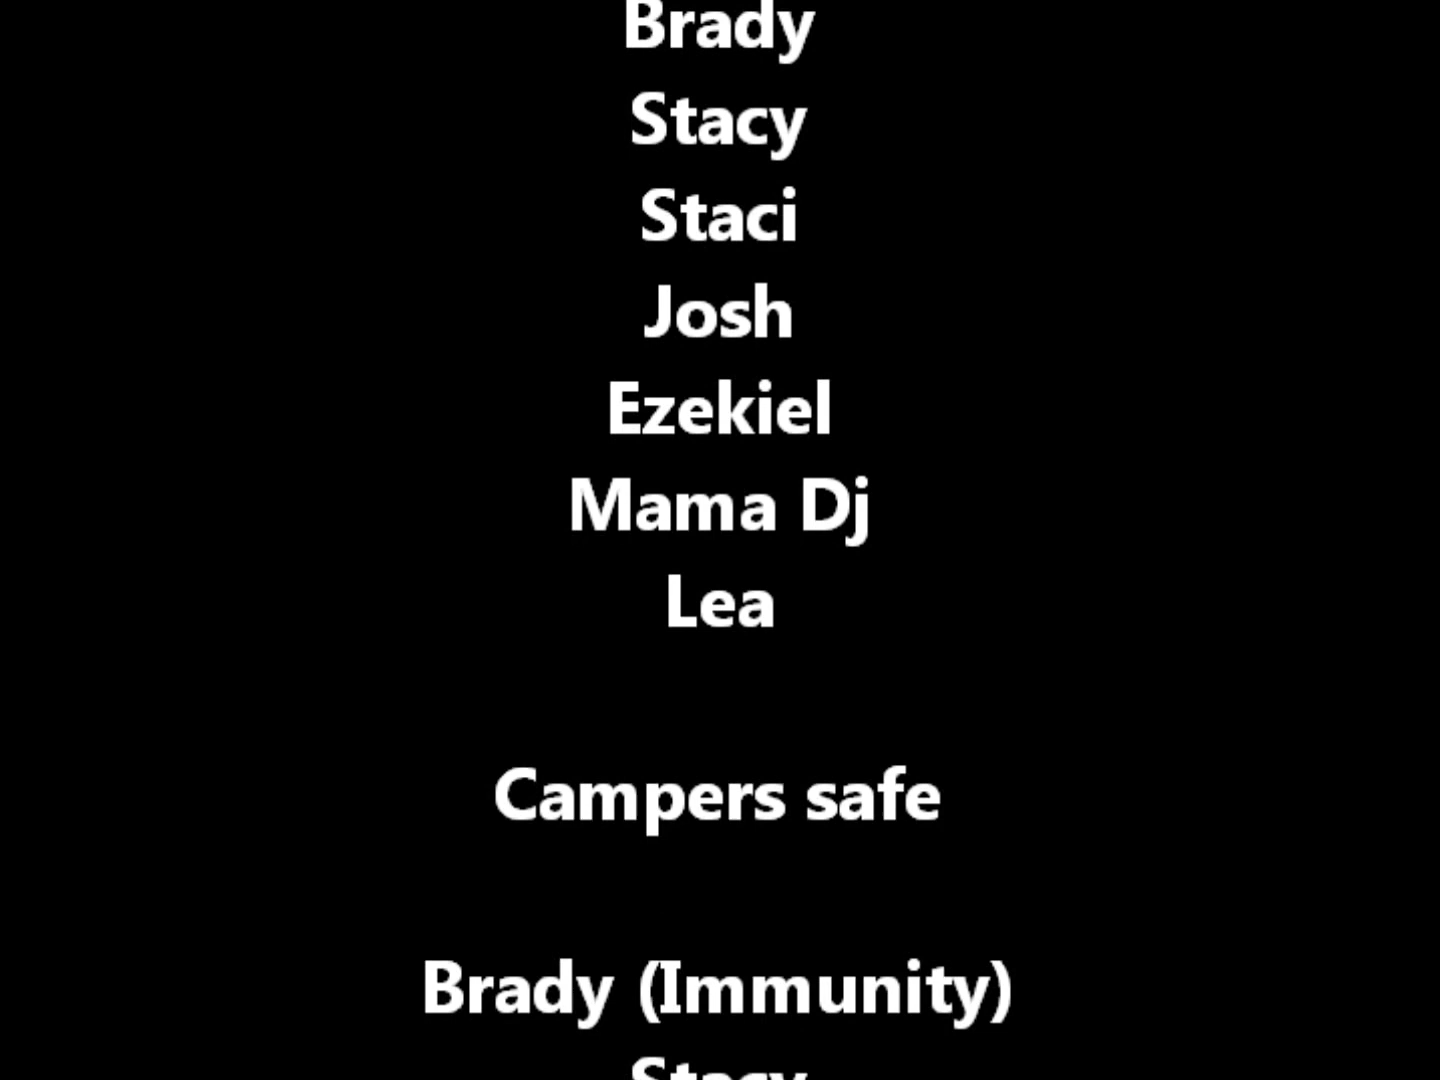 Brady
Stacy
Staci
Josh
Ezekiel
Mama Dj
Lea
Campers safe
Brady (Immunity)
Stacy